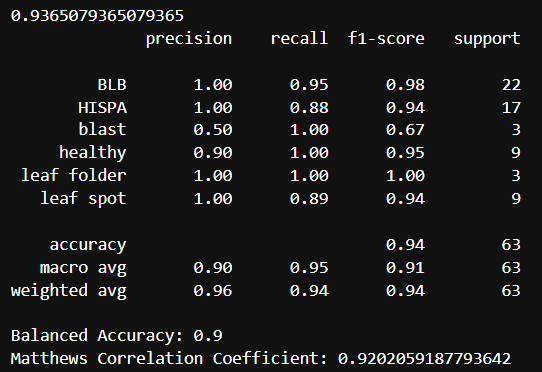 0.9365079365079365
precision recall f1-score support
BLB 1.00 0.95 0.98 22
HISPA 1.00 0.88 0.94 17
blast 0.50 1.00 0.67 3
healthy 0.90 1.00 0.95 9
leaf folder 1.00 1.00 1.00 3
leaf spot 1.00 0.89 0.94 9
accuracy 0.94 63
macro avg 0.90 0.95 0.91 63
weighted avg 0.96 0.94 0.94 63
Balanced Accuracy: 0.9
Matthews Correlation Coefficient: 0.9202059187793642